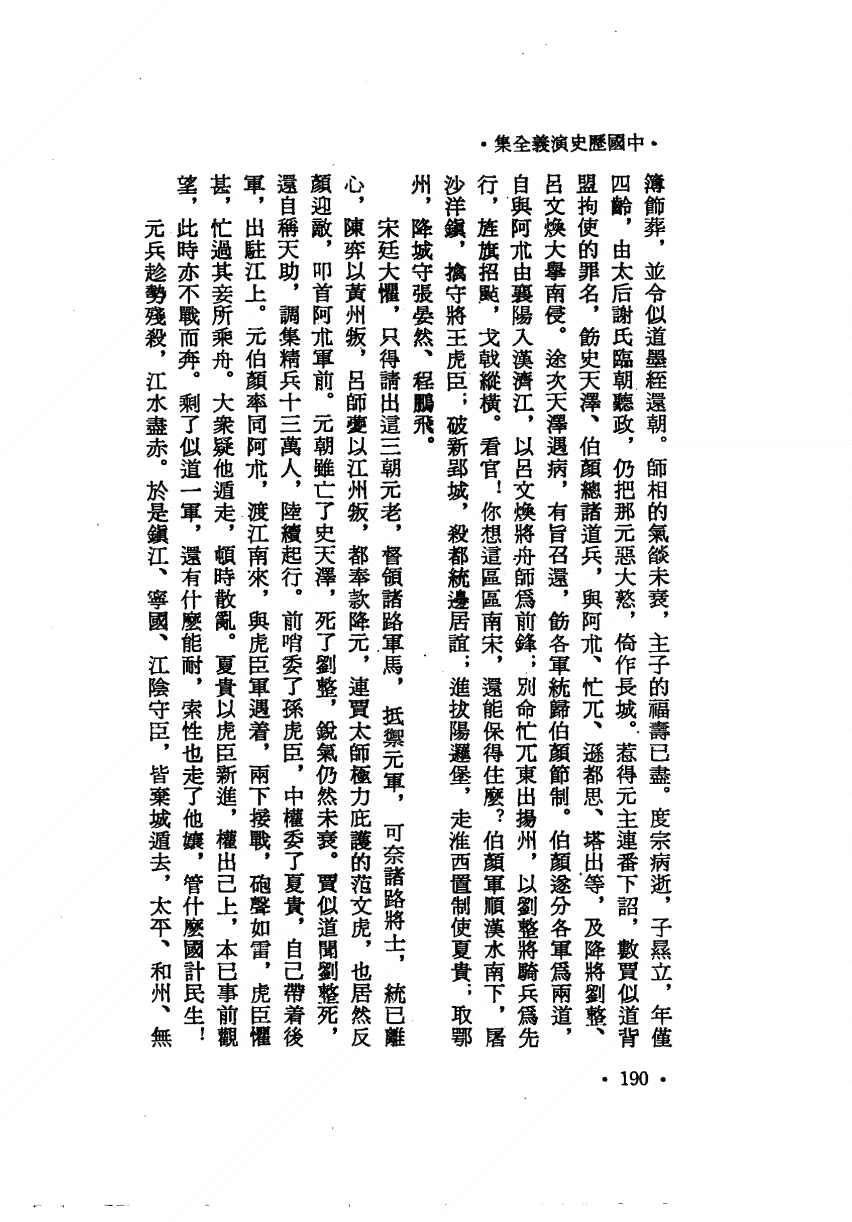 •中國歷史演義全集•
簿飾葬，並令似道墨絰還朝。師相的氣燄未衰，主子的福壽已盡。度宗病逝，子㬎立，年僅
四齡，由太后謝氏臨朝聽政，仍把那元惡大憝，倚作長城。惹得元主連番下詔，數賈似道背
盟拘使的罪名，飭史天澤、伯顏總諸道兵，與阿朮、忙兀、遜都思、塔出等，及降將劉整、
呂文煥大舉南侵。途次天澤遇病，有旨召還，飭各軍統歸伯顏節制。伯顏遂分各軍爲兩道，
自與阿朮由襄陽入漢濟江，以呂文煥將舟師爲前鋒；別命忙兀東出揚州，以劉整將騎兵爲先
行，旌旗招颭，戈戟縱橫。看官！你想這區區南宋，還能保得住麼？伯顏軍順漢水南下，屠
沙洋鎮，擒守將王虎臣；破新郢城，殺都統邊居誼；進拔陽邏堡，走淮西置制使夏貴；取鄂
州，降城守張晏然、程鵬飛。
宋廷大懼，只得請出這三朝元老，督領諸路軍馬，抵禦元軍，可奈諸路將士，統已離
心，陳弈以黃州叛，呂師夔以江州叛，都奉款降元，連賈太師極力庇護的范文虎，也居然反
顏迎敵，叩首阿朮軍前。元朝雖亡了史天澤，死了劉整，銳氣仍然未衰。賈似道聞劉整死，
還自稱天助，調集精兵十三萬人，陸續起行。前哨委了孫虎臣，中權委了夏貴，自己帶着後
軍，出駐江上。元伯顏率同阿朮，渡江南來，與虎臣軍遇着，兩下接戰，砲聲如雷，虎臣懼
甚，忙過其妾所乘舟。大衆疑他遁走，頓時散亂。夏貴以虎臣新進，權出己上，本已事前觀
望，此時亦不戰而奔。剩了似道一軍，還有什麼能耐，索性也走了他孃，管什麼國計民生！
元兵趁勢殘殺，江水盡赤。於是鎮江、寧國、江陰守臣，皆棄城遁去，太平、和州、無
• 190 •